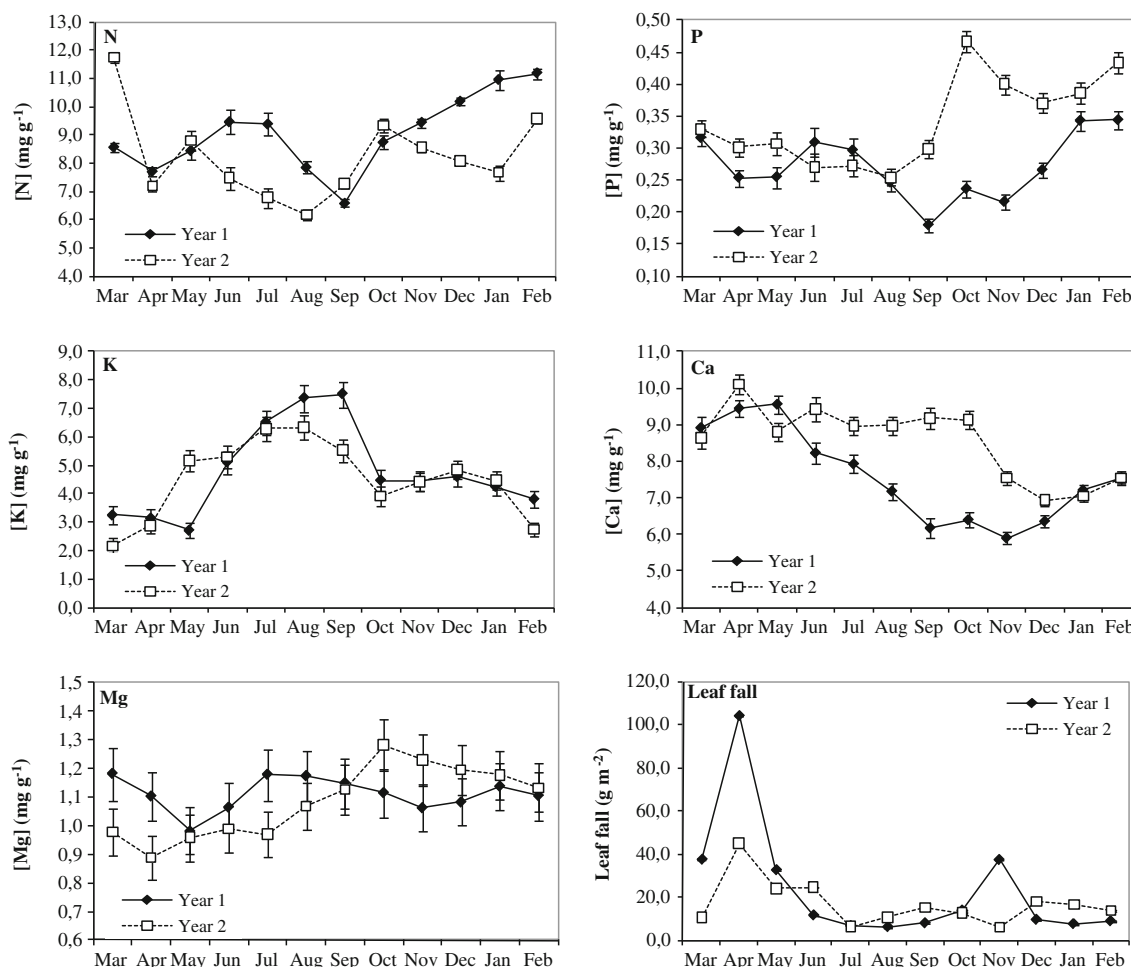 N
[N] (mg g-1)
13,0
12,0
11,0
10,0
9,0
8,0
7,0
6,0
5,0
4,0
Year 1
Year 2
Mar Apr May Jun Jul Aug Sep Oct Nov Dec Jan Feb
P
[P] (mg g-1)
0,50
0,45
0,40
0,35
0,30
0,25
0,20
0,15
0,10
Year 1
Year 2
Mar Apr May Jun Jul Aug Sep Oct Nov Dec Jan Feb
K
[K] (mg g-1)
9,0
8,0
7,0
6,0
5,0
4,0
3,0
2,0
1,0
0,0
Year 1
Year 2
Mar Apr May Jun Jul Aug Sep Oct Nov Dec Jan Feb
Ca
[Ca] (mg g-1)
11,0
10,0
9,0
8,0
7,0
6,0
5,0
4,0
Year 1
Year 2
Mar Apr May Jun Jul Aug Sep Oct Nov Dec Jan Feb
Mg
[Mg] (mg g-1)
1,5
1,4
1,3
1,2
1,1
1,0
0,9
0,8
0,7
0,6
Year 1
Year 2
Mar Apr May Jun Jul Aug Sep Oct Nov Dec Jan Feb
Leaf fall
Leaf fall (g m-2)
120,0
100,0
80,0
60,0
40,0
20,0
0,0
Year 1
Year 2
Mar Apr May Jun Jul Aug Sep Oct Nov Dec Jan Feb